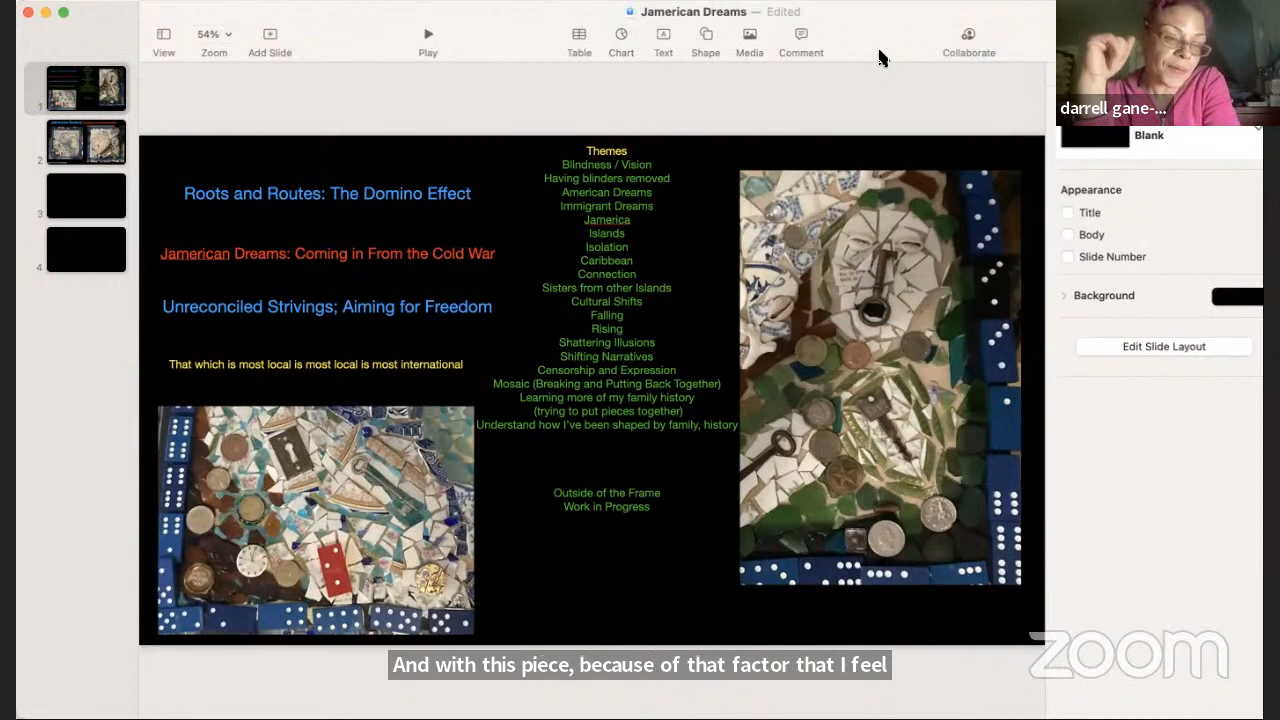 Jamerican Dreams — Edited
View
54%
Zoom
Add Slide
Play
Table
Chart
Text
Shape
Media
Comment
Collaborate
darrell gane-...
1
2
3
4
Roots and Routes: The Domino Effect
Jamerican Dreams: Coming in From the Cold War
Unreconciled Strivings; Aiming for Freedom
That which is most local is most local is most international
Themes
Blindness / Vision
Having blinders removed
American Dreams
Immigrant Dreams
Jamerica
Islands
Isolation
Caribbean
Connection
Sisters from other Islands
Cultural Shifts
Falling
Rising
Shattering Illusions
Shifting Narratives
Censorship and Expression
Mosaic (Breaking and Putting Back Together)
Learning more of my family history
(trying to put pieces together)
Understand how I've been shaped by family, history
Outside of the Frame
Work in Progress
Blank
Appearance
Title
Body
Slide Number
Background
Edit Slide Layout
And with this piece, because of that factor that I feel
zoom